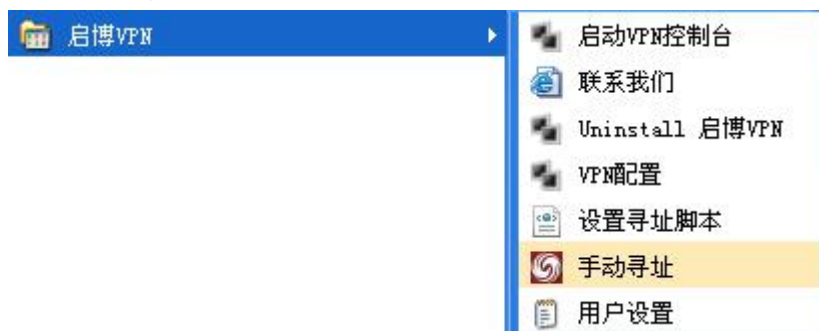 启博VPN
启动VPN控制台
联系我们
Uninstall 启博VPN
VPN配置
设置寻址脚本
手动寻址
用户设置